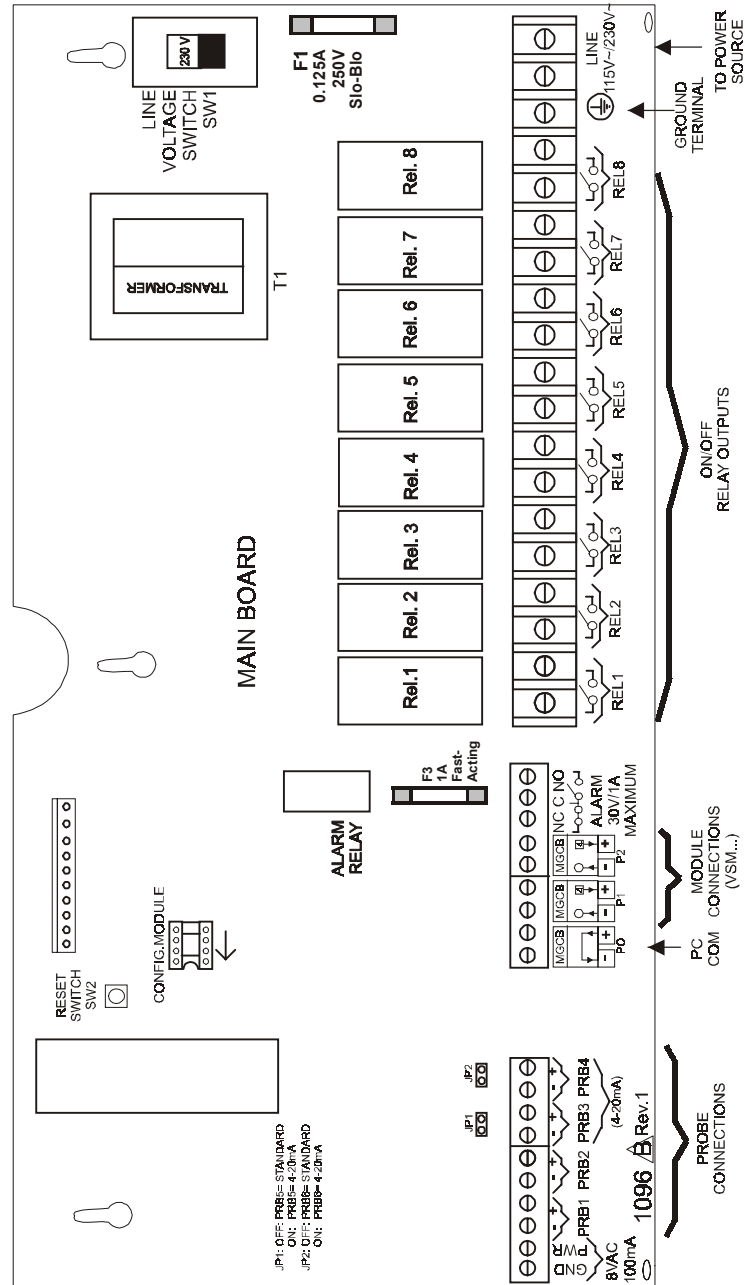 230 V
LINE
VOLTAGE
SWITCH
SW1
F1
0.125A
250V
Slo-Blo
TRANSFORMER
T1
MAIN BOARD
Rel.1
Rel. 2
Rel. 3
Rel. 4
Rel. 5
Rel. 6
Rel. 7
Rel. 8
LINE
115V~/230V~
TO POWER
SOURCE
GROUND
TERMINAL
REL1
REL2
REL3
REL4
REL5
REL6
REL7
REL8
ON/OFF
RELAY OUTPUTS
RESET
SWITCH
SW2
CONFIG.MODULE
ALARM
RELAY
F3
1A
Fast-
Acting
NC C NO
ALARM
30V/1A
MAXIMUM
MGCB
- +
P0
MGCB
- +
P1
MGCB
- +
P2
PC
COM
MODULE
CONNECTIONS
(VSM...)
JP1: OFF: PRB5= STANDARD
ON: PRB5= 4-20mA
JP2: OFF: PRB6= STANDARD
ON: PRB6= 4-20mA
JP1
JP2
GND
PWR
8VAC
100mA
- +
PRB1
- +
PRB2
- +
PRB3
- +
PRB4
(4-20mA)
1096 B Rev.1
PROBE
CONNECTIONS